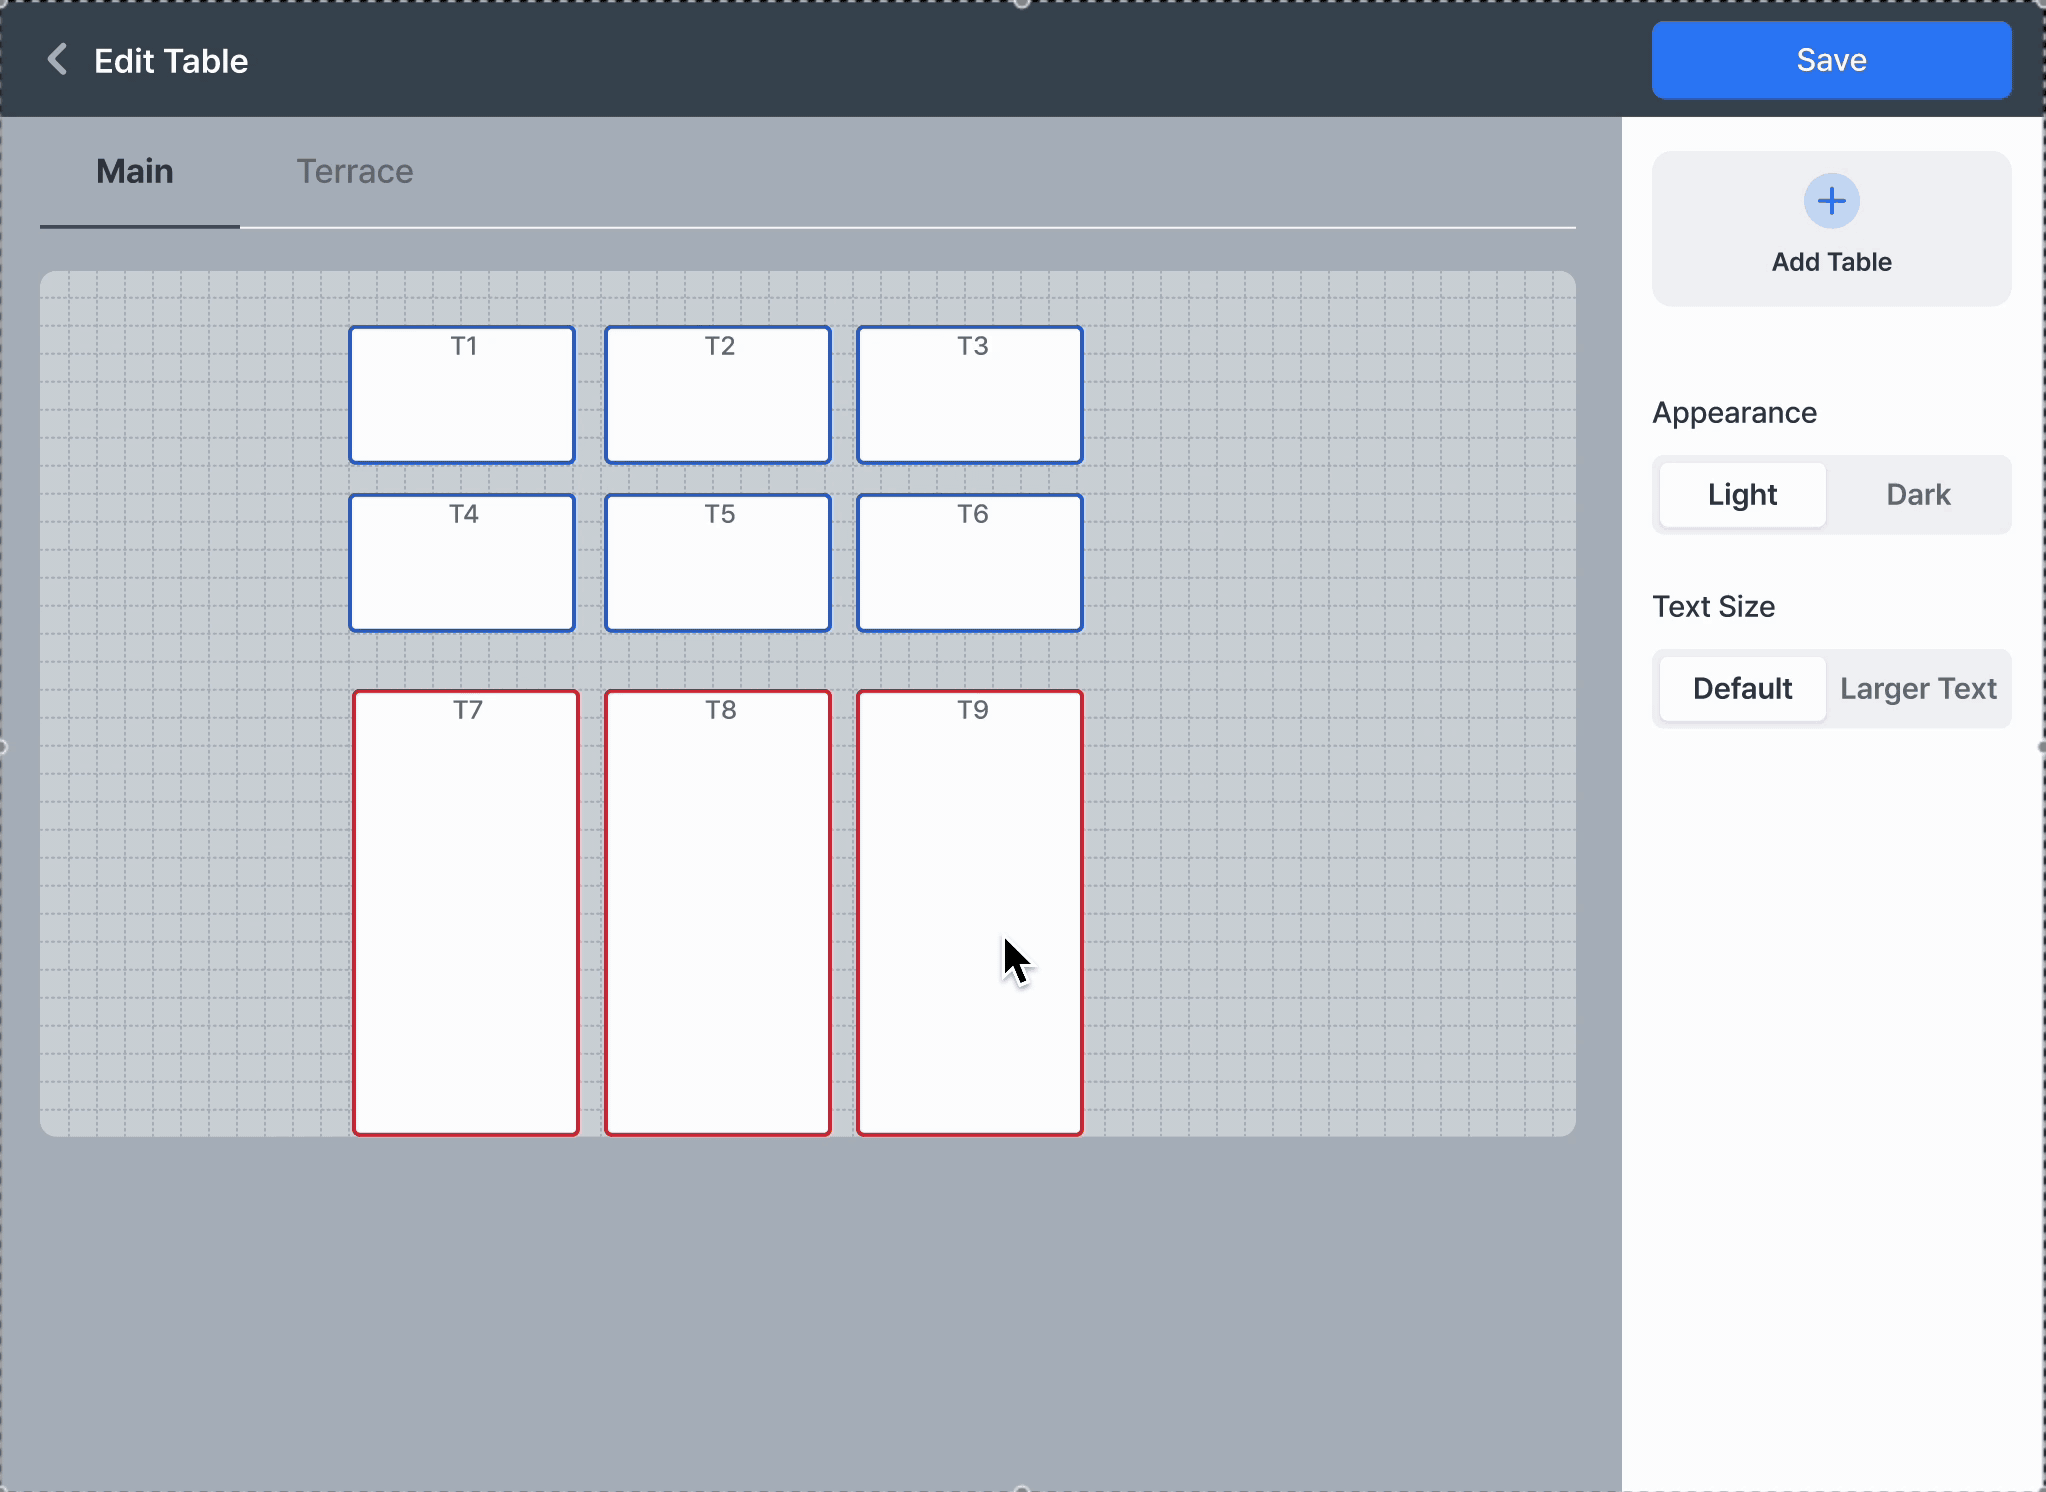 Edit Table
Save
Main
Terrace
Add Table
T1
T2
T3
T4
T5
T6
T7
T8
T9
Appearance
Light
Dark
Text Size
Default
Larger Text